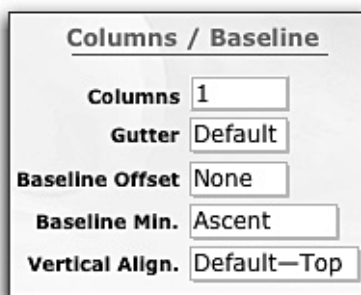 Columns / Baseline
Columns 1
Gutter Default
Baseline Offset None
Baseline Min. Ascent
Vertical Align. Default—Top